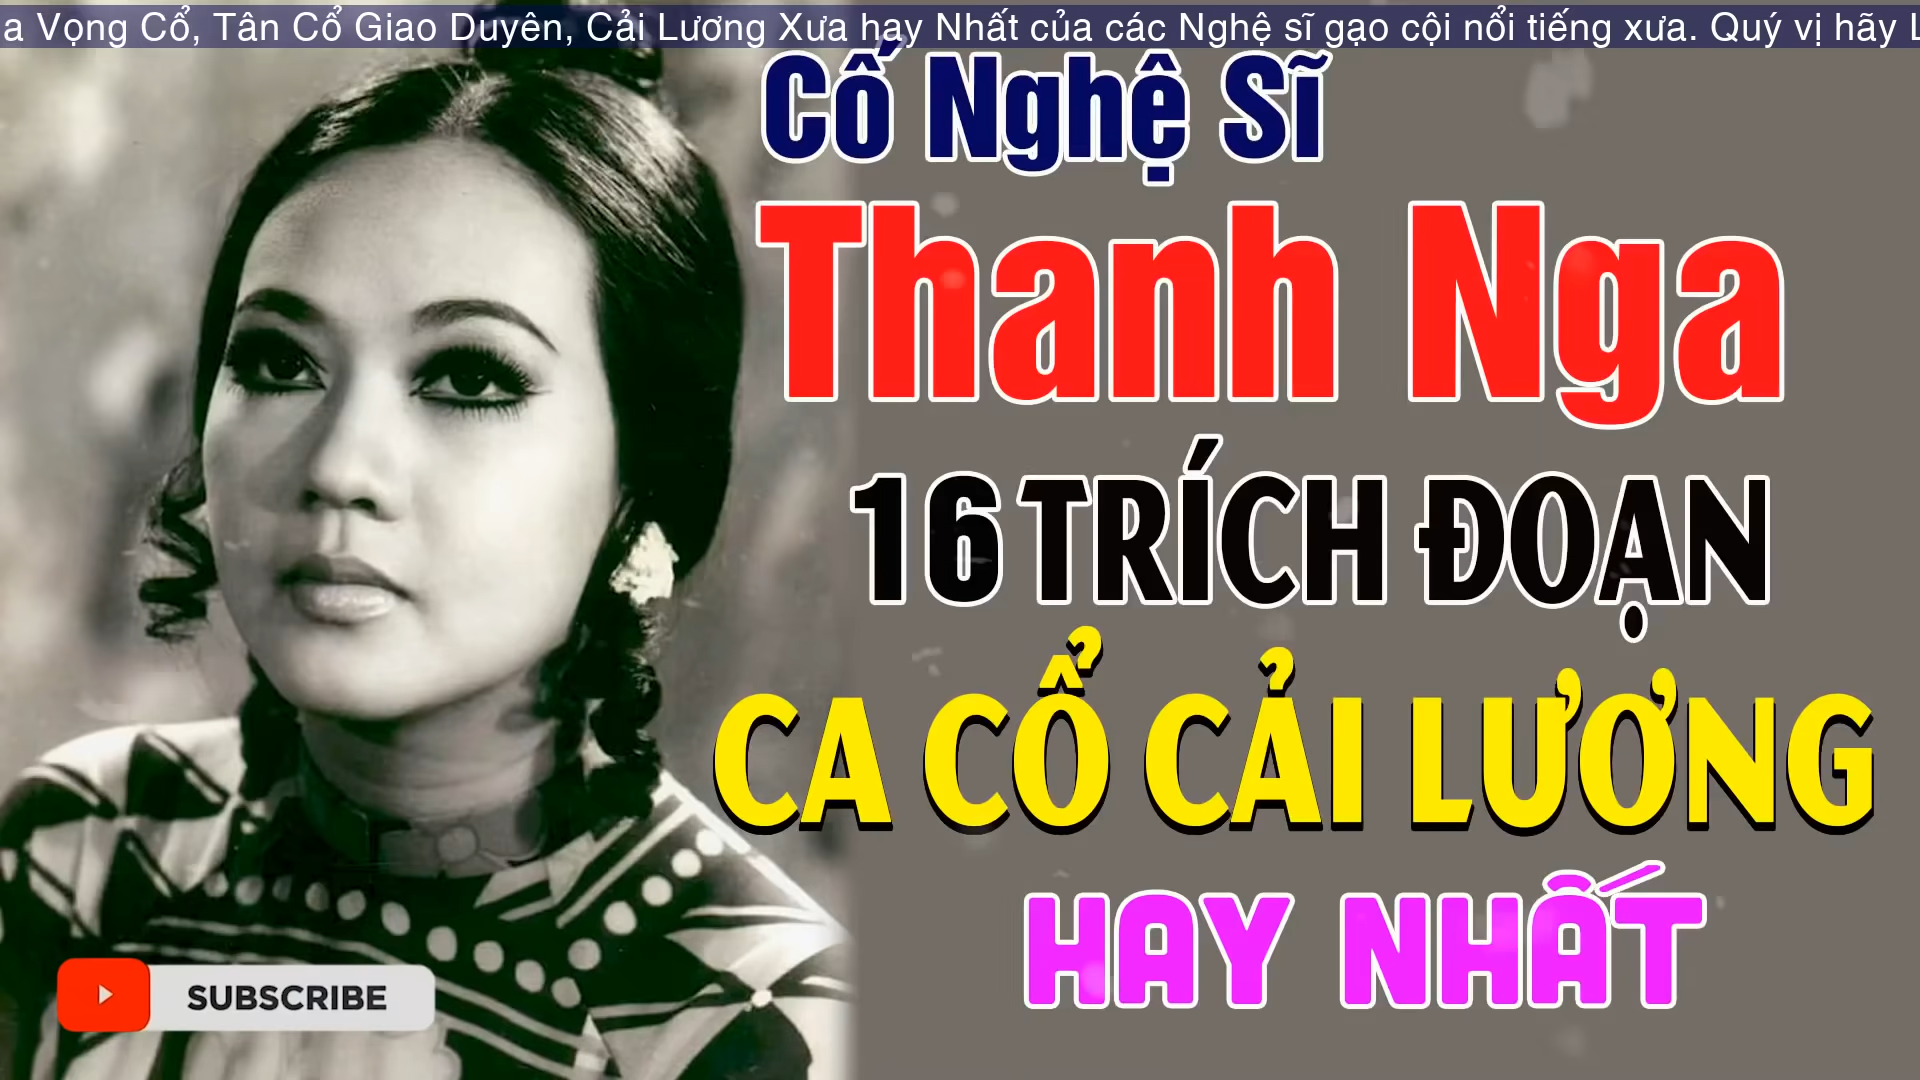 a Vọng Cổ, Tân Cổ Giao Duyên, Cải Lương Xưa hay Nhất của các Nghệ sĩ gạo cội nổi tiếng xưa. Quý vị hãy L
Cố Nghệ Sĩ
Thanh Nga
16 TRÍCH ĐOẠN
CA CỔ CẢI LƯƠNG
HAY NHẤT
SUBSCRIBE